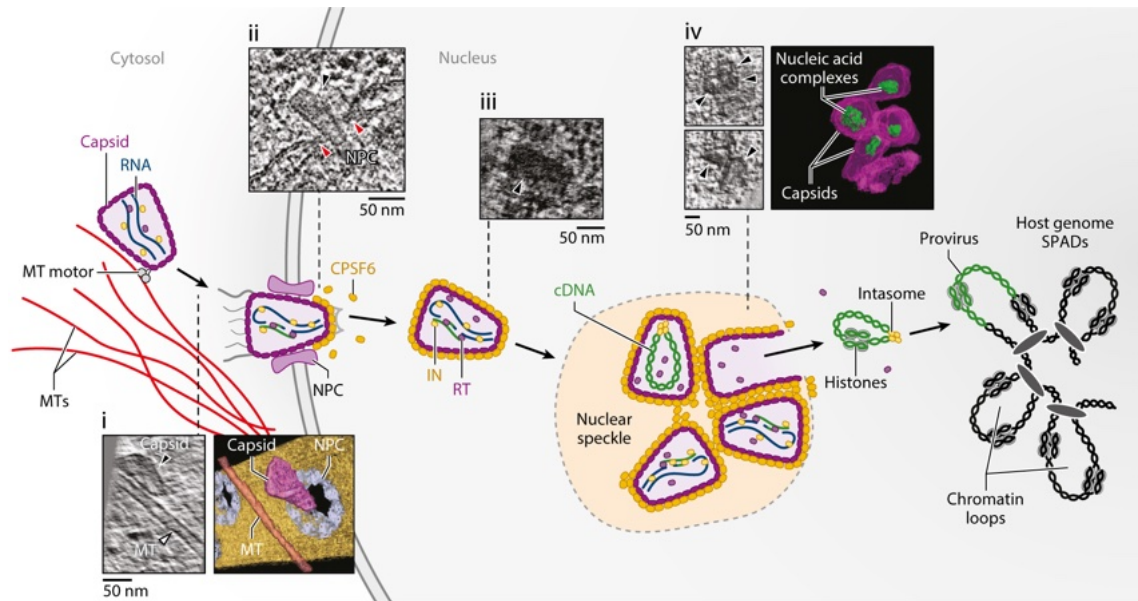 Cytosol
ii
Nucleus
iv
Nucleic acid
complexes
iii
Capsid
RNA
NPC
50 nm
50 nm
Capsids
50 nm
Host genome
SPADs
Provirus
MT motor
CPSF6
cDNA
Intasome
IN
RT
Histones
MTs
NPC
Nuclear
speckle
i
Capsid
Capsid
NPC
MT
MT
Chromatin
loops
50 nm